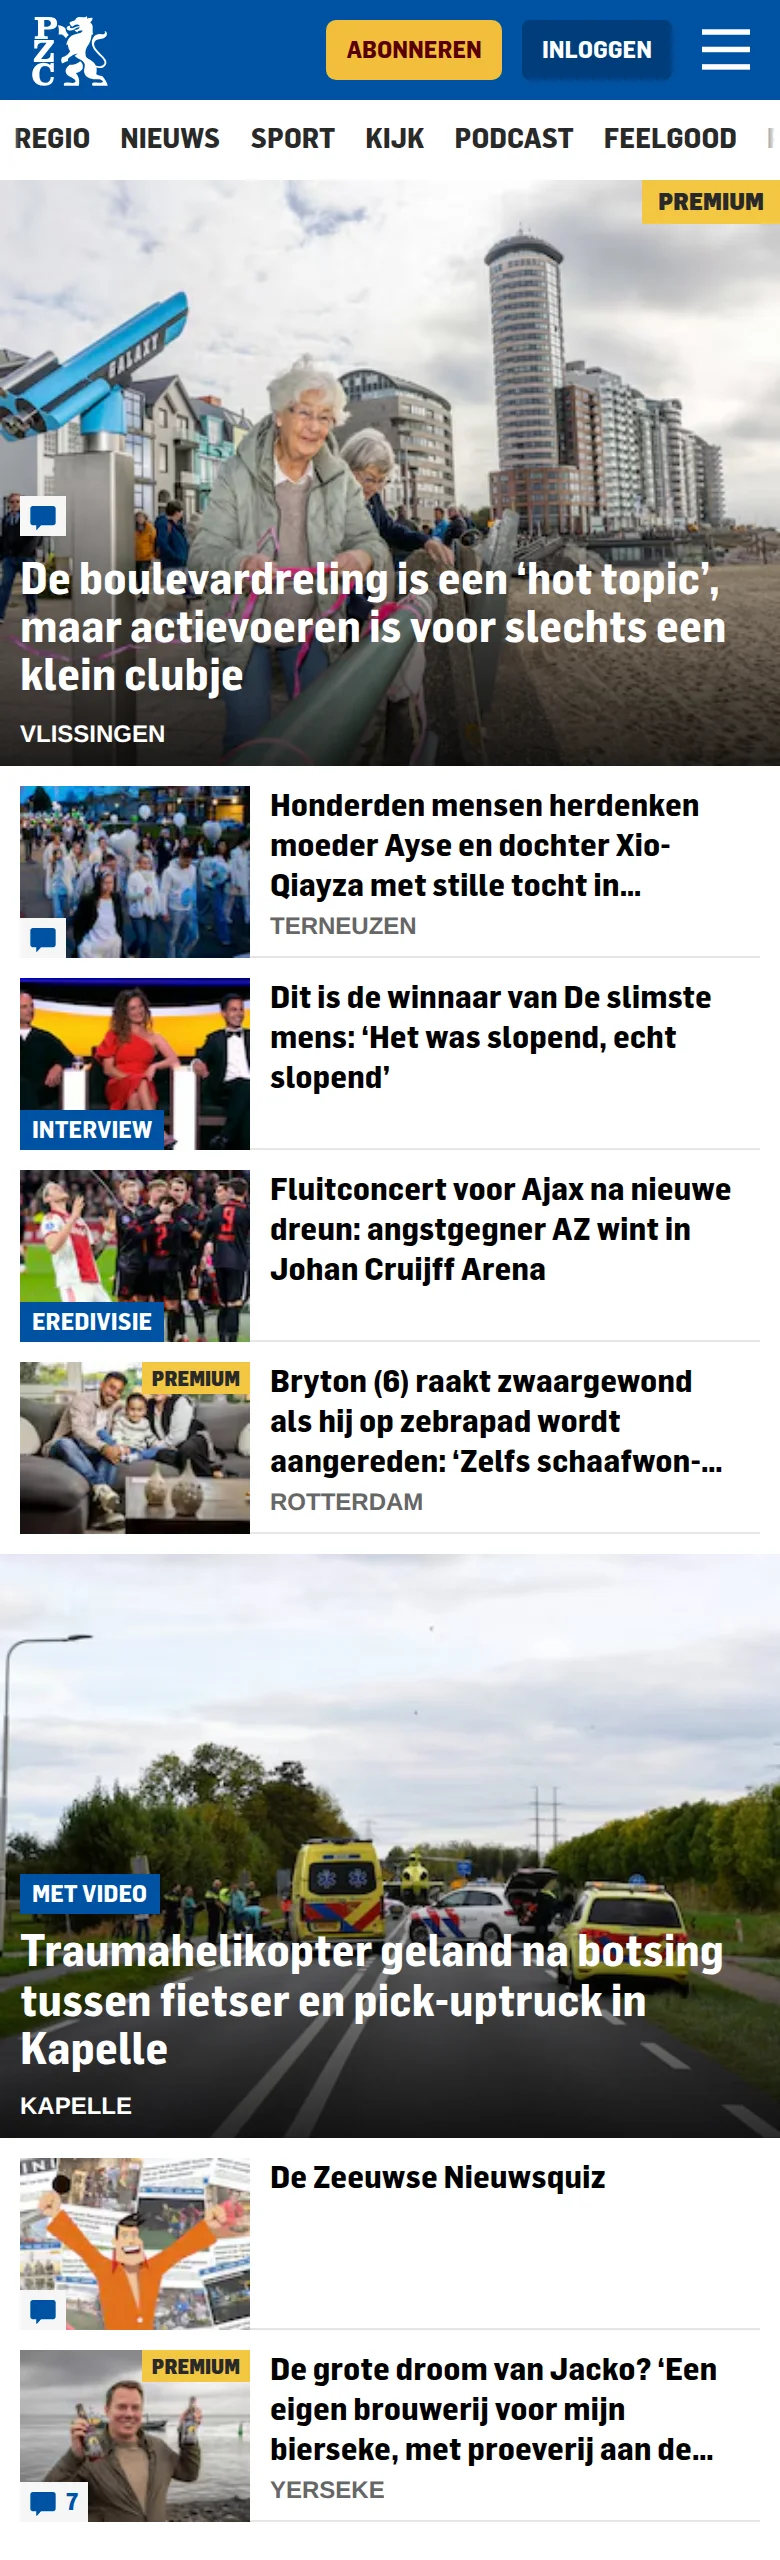 PZC
ABONNEREN
INLOGGEN
REGIO NIEUWS SPORT KIJK PODCAST FEELGOOD
PREMIUM
GALAXY
De boulevardreling is een ‘hot topic’,
maar actievoeren is voor slechts een
klein clubje
VLISSINGEN
Honderden mensen herdenken
moeder Ayse en dochter Xio-
Qiayza met stille tocht in...
TERNEUZEN
INTERVIEW
Dit is de winnaar van De slimste
mens: ‘Het was slopend, echt
slopend’
EREDIVISIE
Fluitconcert voor Ajax na nieuwe
dreun: angstgegner AZ wint in
Johan Cruijff Arena
PREMIUM
Bryton (6) raakt zwaargewond
als hij op zebrapad wordt
aangereden: ‘Zelfs schaafwon-...
ROTTERDAM
MET VIDEO
Traumahelikopter geland na botsing
tussen fietser en pick-uptruck in
Kapelle
KAPELLE
De Zeeuwse Nieuwsquiz
PREMIUM
7
De grote droom van Jacko? ‘Een
eigen brouwerij voor mijn
bierseke, met proeverij aan de...
YERSEKE